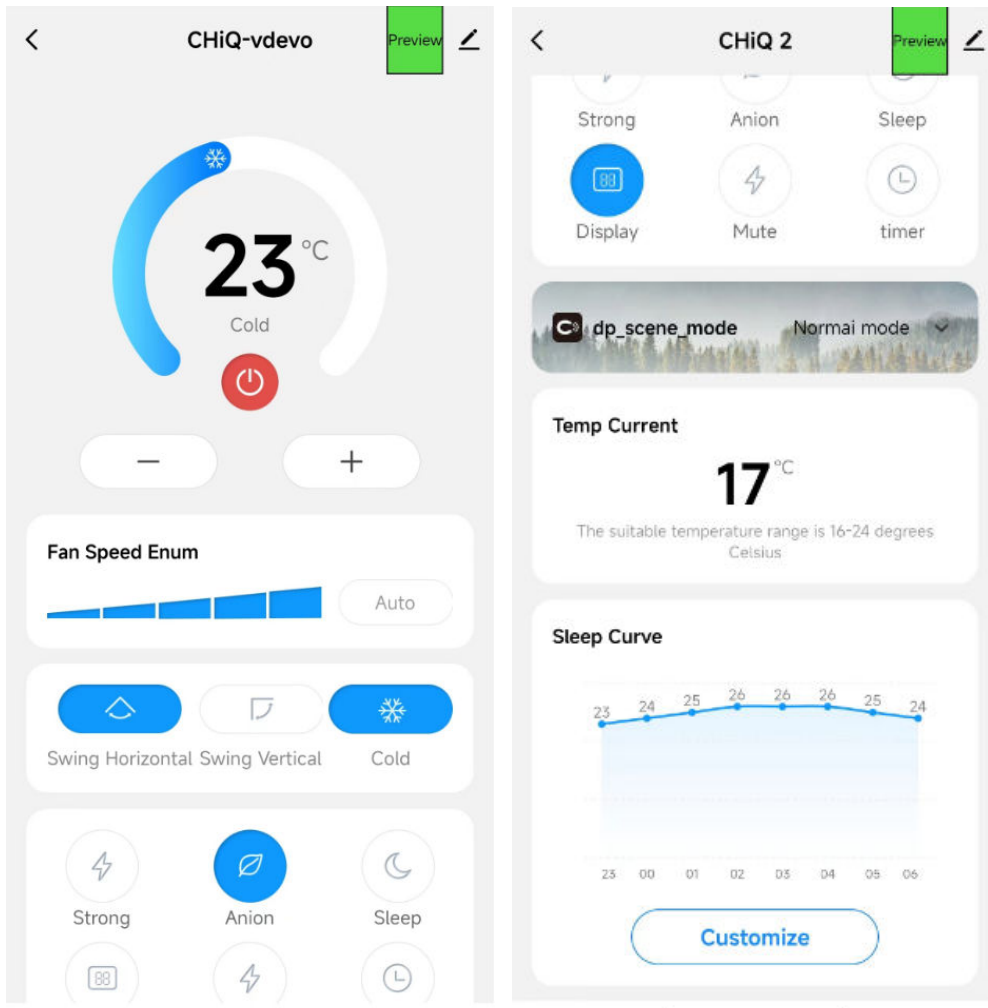 CHiQ-vdevo
Preview
23 °C
Cold
Fan Speed Enum
Auto
Swing Horizontal Swing Vertical Cold
Strong Anion Sleep
88
CHiQ 2
Preview
Strong Anion Sleep
88
Display Mute timer
dp_scene_mode Normai mode
Temp Current
17 °C
The suitable temperature range is 16-24 degrees
Celsius
Sleep Curve
23 24 25 26 26 26 25 24
23 00 01 02 03 04 05 06
Customize